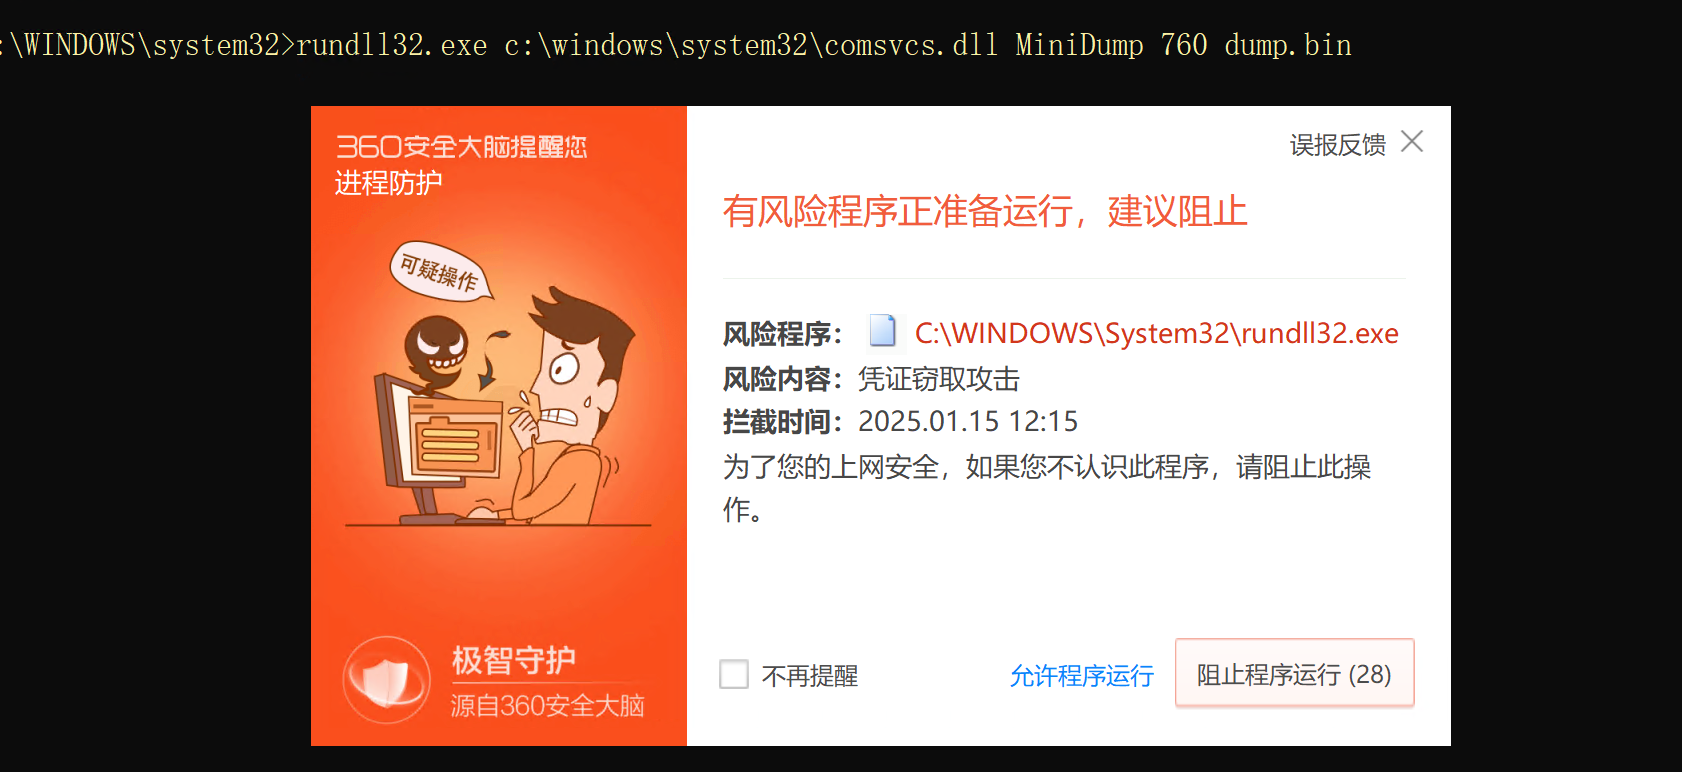 :\WINDOWS\system32>rundll32.exe c:\windows\system32\comsvcs.dll MiniDump 760 dump.bin
360安全大脑提醒您
进程防护
误报反馈
有风险程序正准备运行，建议阻止
可疑操作
风险程序： C:\WINDOWS\System32\rundll32.exe
风险内容：凭证窃取攻击
拦截时间：2025.01.15 12:15
为了您的上网安全，如果您不认识此程序，请阻止此操
作。
极智守护
源自360安全大脑
不再提醒
允许程序运行
阻止程序运行 (28)